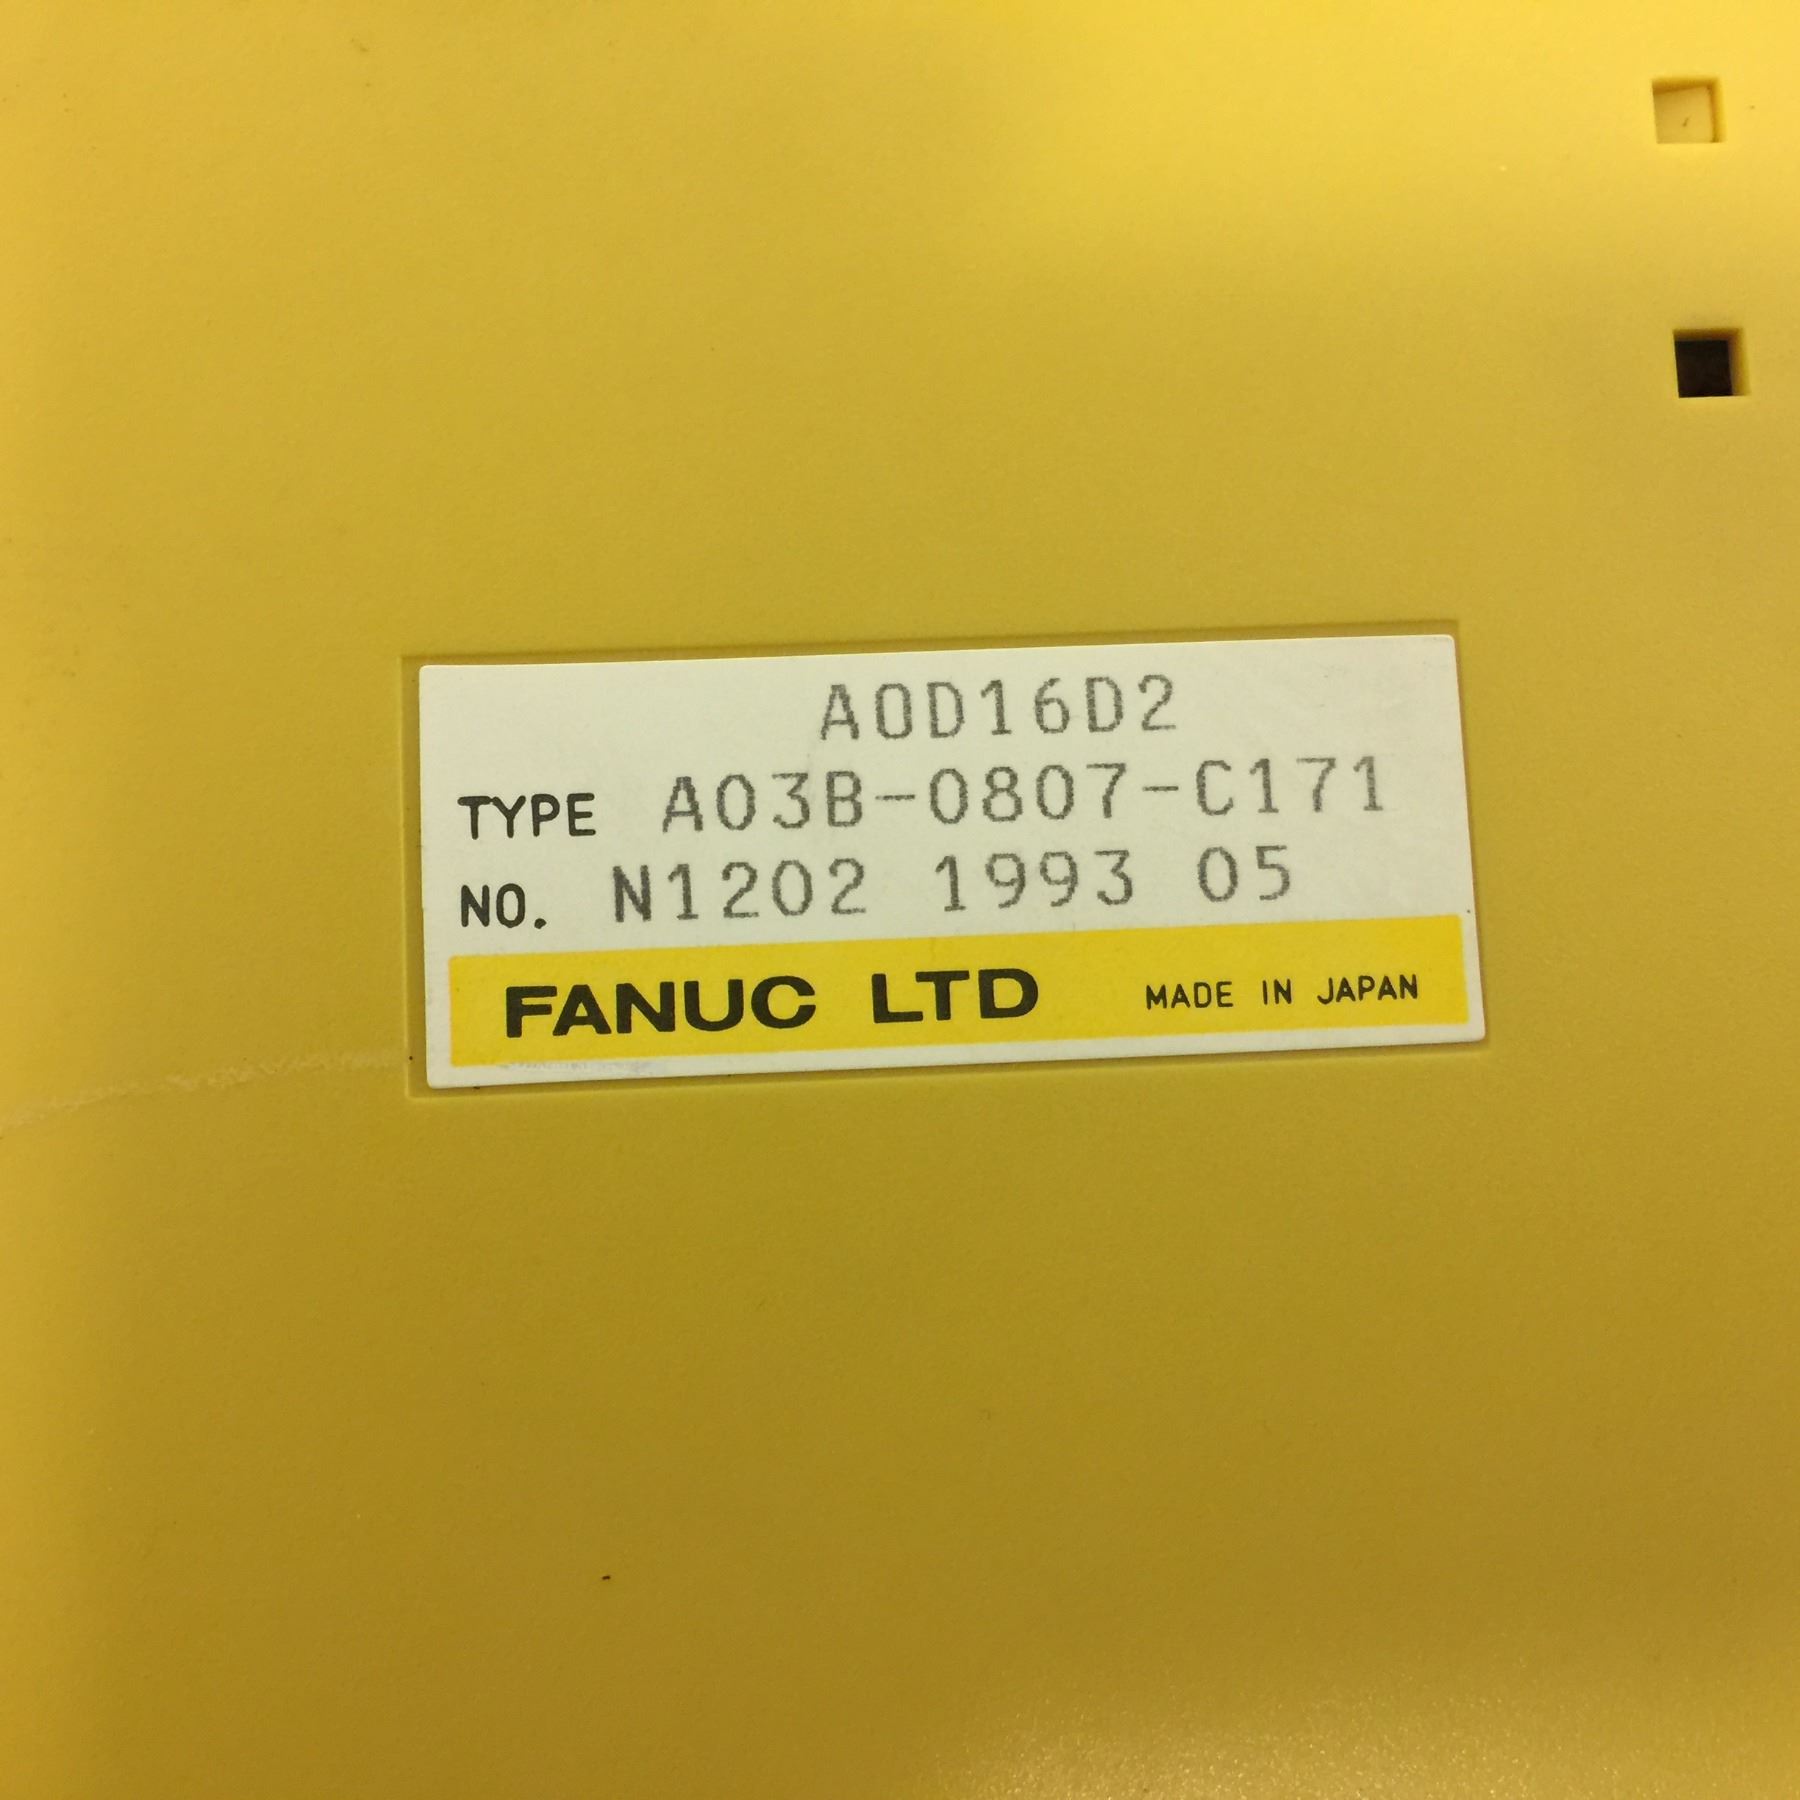 AOD16D2
TYPE A03B-0807-C171
NO. N1202 1993 05
FANUC LTD MADE IN JAPAN